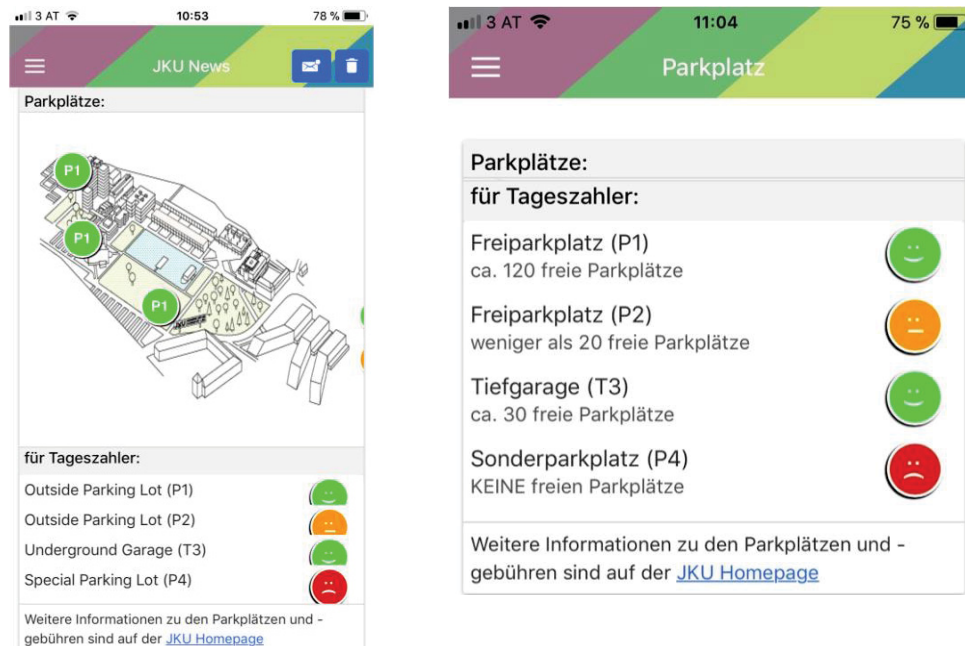 3 AT 10:53 78 %
JKU News
Parkplätze:
P1
P1
P1
für Tageszahler:
Outside Parking Lot (P1)
Outside Parking Lot (P2)
Underground Garage (T3)
Special Parking Lot (P4)
Weitere Informationen zu den Parkplätzen und -
gebühren sind auf der JKU Homepage
3 AT 11:04 75 %
Parkplatz
Parkplätze:
für Tageszahler:
Freiparkplatz (P1)
ca. 120 freie Parkplätze
Freiparkplatz (P2)
weniger als 20 freie Parkplätze
Tiefgarage (T3)
ca. 30 freie Parkplätze
Sonderparkplatz (P4)
KEINE freien Parkplätze
Weitere Informationen zu den Parkplätzen und -
gebühren sind auf der JKU Homepage